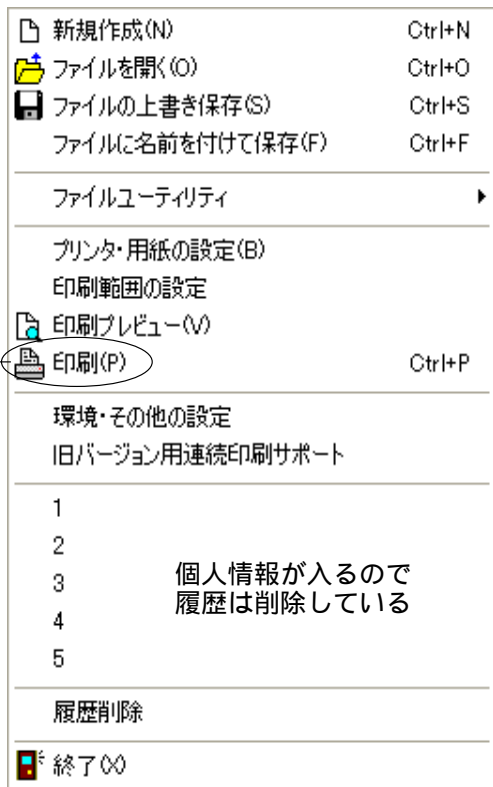 新規作成(N) Ctrl+N
ファイルを開く(O) Ctrl+O
ファイルの上書き保存(S) Ctrl+S
ファイルに名前を付けて保存(F) Ctrl+F
ファイルユーティリティ
プリンタ・用紙の設定(B)
印刷範囲の設定
印刷プレビュー(V)
印刷(P) Ctrl+P
環境・その他の設定
旧バージョン用連続印刷サポート
1
2
3
4
5
個人情報が入るので
履歴は削除している
履歴削除
終了(X)